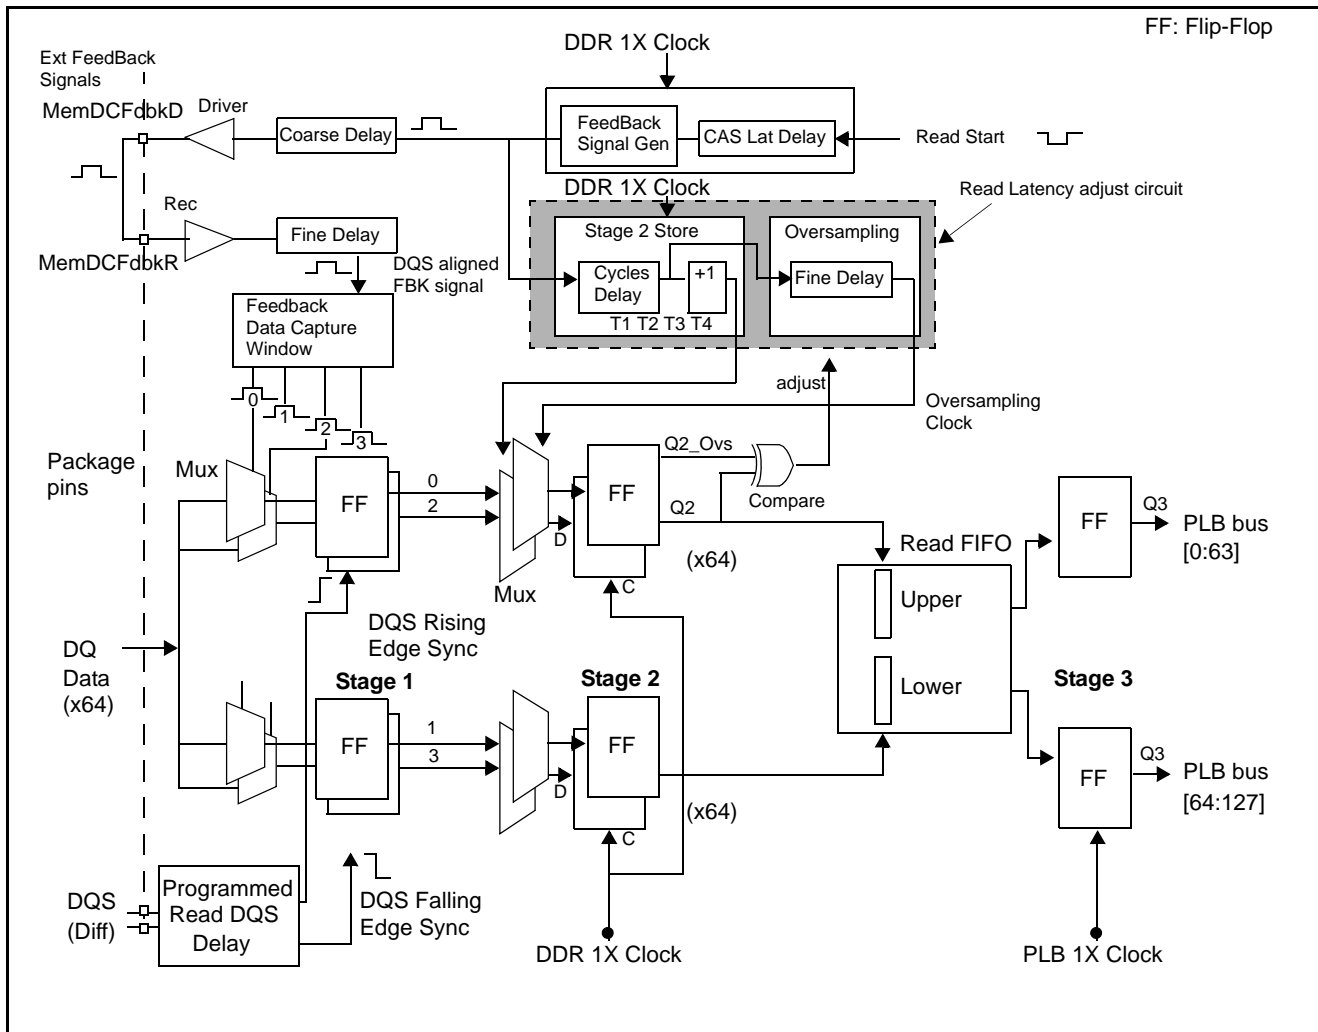 FF: Flip-Flop
DDR 1X Clock
Ext FeedBack
Signals
MemDCFdbkD
Driver
Coarse Delay
FeedBack
Signal Gen
CAS Lat Delay
Read Start
DDR 1X Clock
Read Latency adjust circuit
Rec
Fine Delay
MemDCFdbkR
DQS aligned
FBK signal
Stage 2 Store
Oversampling
Cycles
Delay
+1
Fine Delay
T1 T2 T3 T4
Feedback
Data Capture
Window
adjust
Oversampling
Clock
0
1
2
3
Package
pins
Mux
FF
0
2
Mux
D
FF
C
Q2_Ovs
Q2
Compare
(x64)
Read FIFO
Upper
Lower
FF
Q3
PLB bus
[0:63]
DQS Rising
Edge Sync
DQ
Data
(x64)
Stage 1
Stage 2
Stage 3
FF
1
3
D
FF
C
(x64)
FF
Q3
PLB bus
[64:127]
DQS
(Diff)
Programmed
Read DQS
Delay
DQS Falling
Edge Sync
DDR 1X Clock
PLB 1X Clock